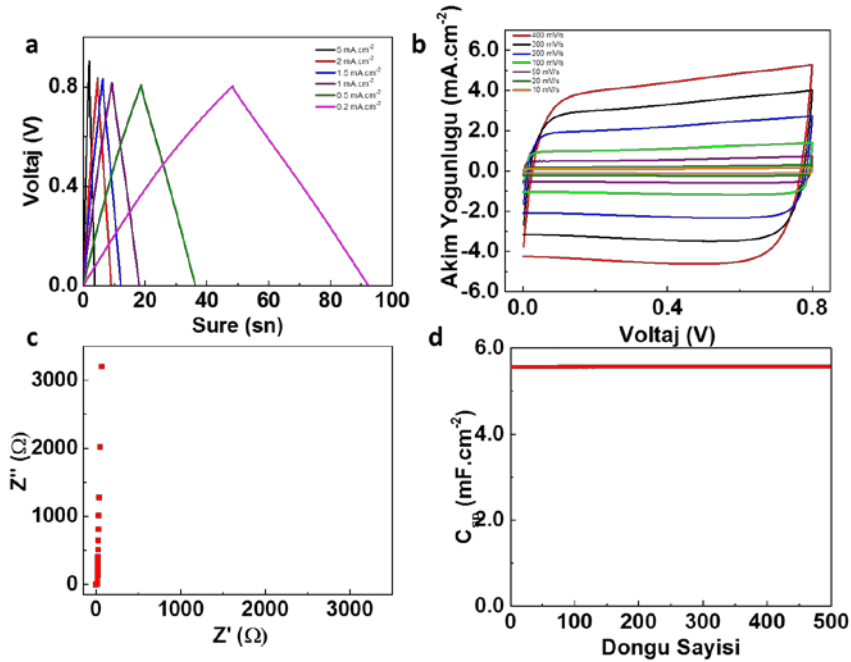 a
5 mA.cm⁻²
2 mA.cm⁻²
1.5 mA.cm⁻²
1 mA.cm⁻²
0.5 mA.cm⁻²
0.2 mA.cm⁻²
Voltaj (V)
0.8
0.4
0.0
0 20 40 60 80 100
Sure (sn)
b
400 mV/s
300 mV/s
200 mV/s
100 mV/s
50 mV/s
20 mV/s
10 mV/s
Akim Yogunlugu (mA.cm⁻²)
6.0
4.0
2.0
0.0
-2.0
-4.0
-6.0
0.0 0.4 0.8
Voltaj (V)
c
Z'' (Ω)
3000
2000
1000
0
0 1000 2000 3000
Z' (Ω)
d
C_sp (mF.cm⁻²)
6.0
4.0
2.0
0.0
0 100 200 300 400 500
Dongu Sayisi